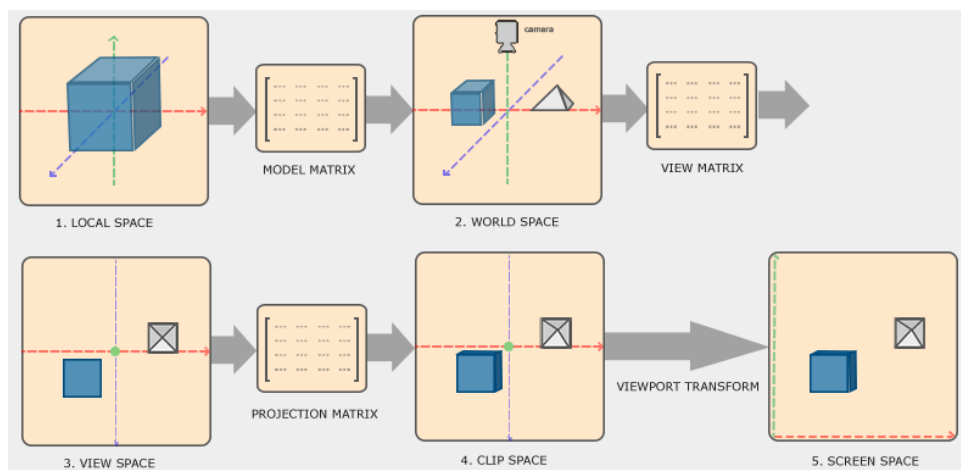 camera
MODEL MATRIX
VIEW MATRIX
1. LOCAL SPACE
2. WORLD SPACE
PROJECTION MATRIX
VIEWPORT TRANSFORM
3. VIEW SPACE
4. CLIP SPACE
5. SCREEN SPACE